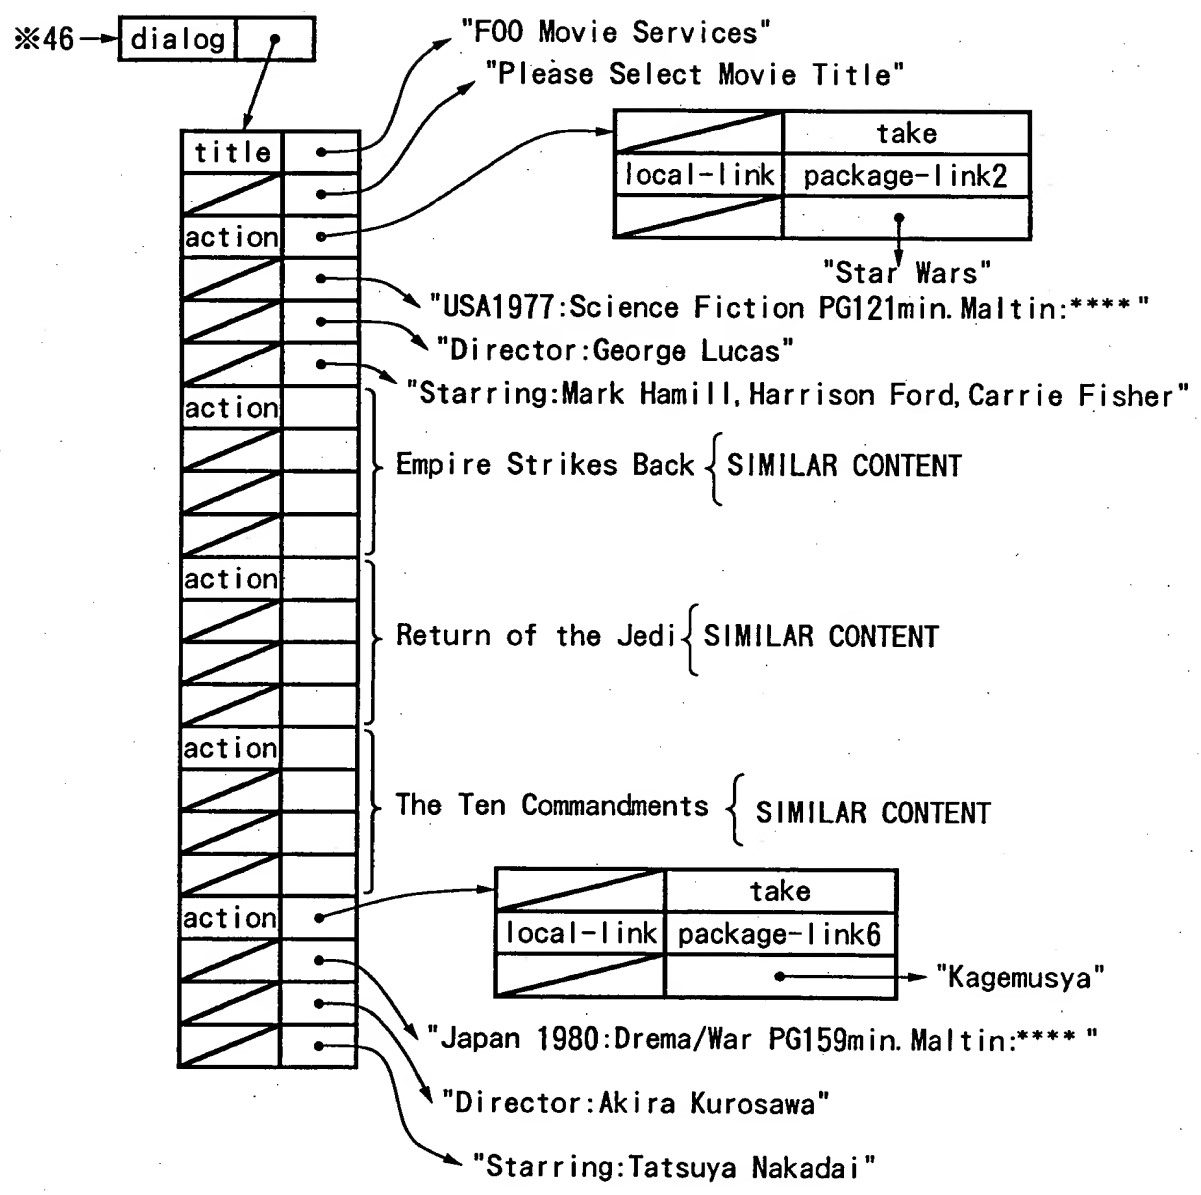 ※46 dialog
"FOO Movie Services"
"Please Select Movie Title"
title
take
local-link package-link2
action
"Star Wars"
"USA1977:Science Fiction PG121min. Maltin:****"
"Director:George Lucas"
"Starring:Mark Hamill, Harrison Ford, Carrie Fisher"
action
Empire Strikes Back { SIMILAR CONTENT
action
Return of the Jedi { SIMILAR CONTENT
action
The Ten Commandments { SIMILAR CONTENT
take
action
local-link package-link6
"Kagemusya"
"Japan 1980:Drema/War PG159min. Maltin:****"
"Director:Akira Kurosawa"
"Starring:Tatsuya Nakadai"